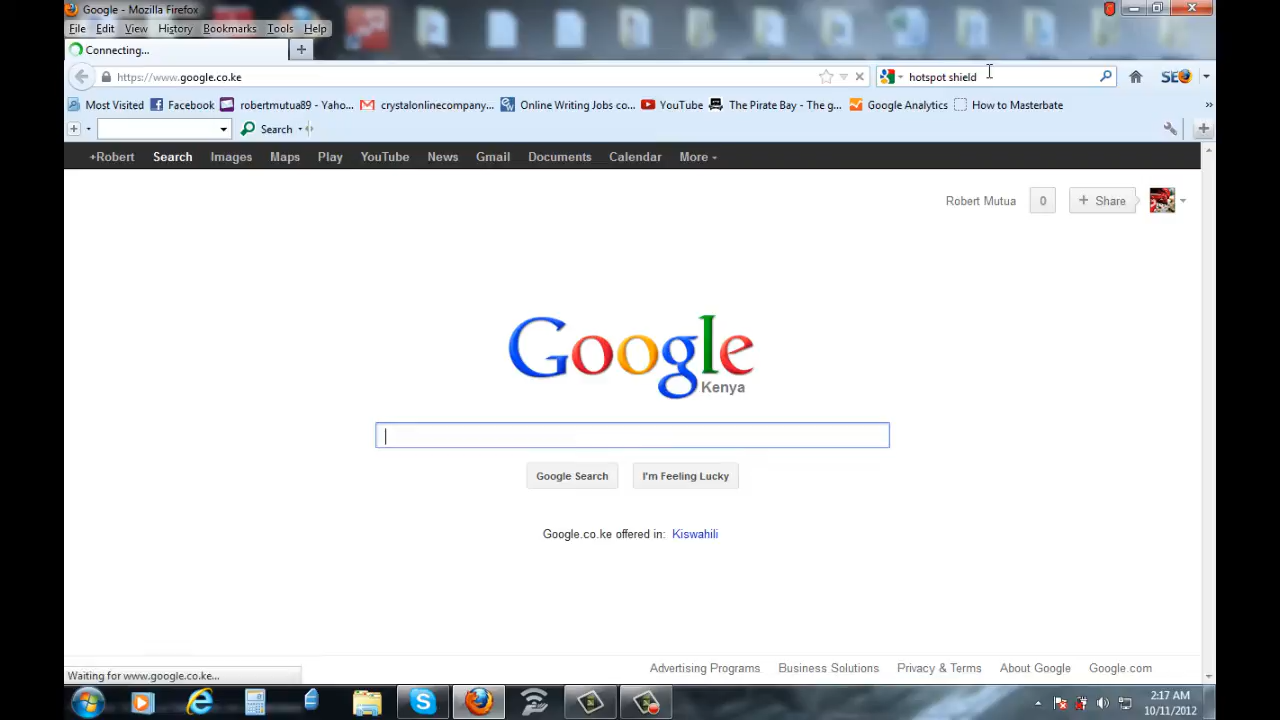 Google - Mozilla Firefox
File Edit View History Bookmarks Tools Help
Connecting...
https://www.google.co.ke hotspot shield SEO
Most Visited Facebook robertmutua89 - Yaho... crystalonlinecompany... Online Writing Jobs co... YouTube The Pirate Bay - The g... Google Analytics How to Masterbate »
Search
+Robert Search Images Maps Play YouTube News Gmail Documents Calendar More
Robert Mutua 0 + Share
Google
Kenya
Google Search I'm Feeling Lucky
Google.co.ke offered in: Kiswahili
Advertising Programs Business Solutions Privacy & Terms About Google Google.com
Waiting for www.google.co.ke...
2:17 AM
10/11/2012